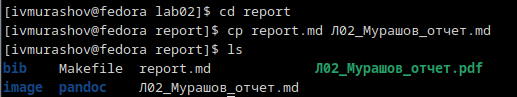 [ivmurashov@fedora lab02]$ cd report
[ivmurashov@fedora report]$ cp report.md Л02_Мурашов_отчет.md
[ivmurashov@fedora report]$ ls
bib Makefile report.md Л02_Мурашов_отчет.pdf
image pandoc Л02_Мурашов_отчет.md